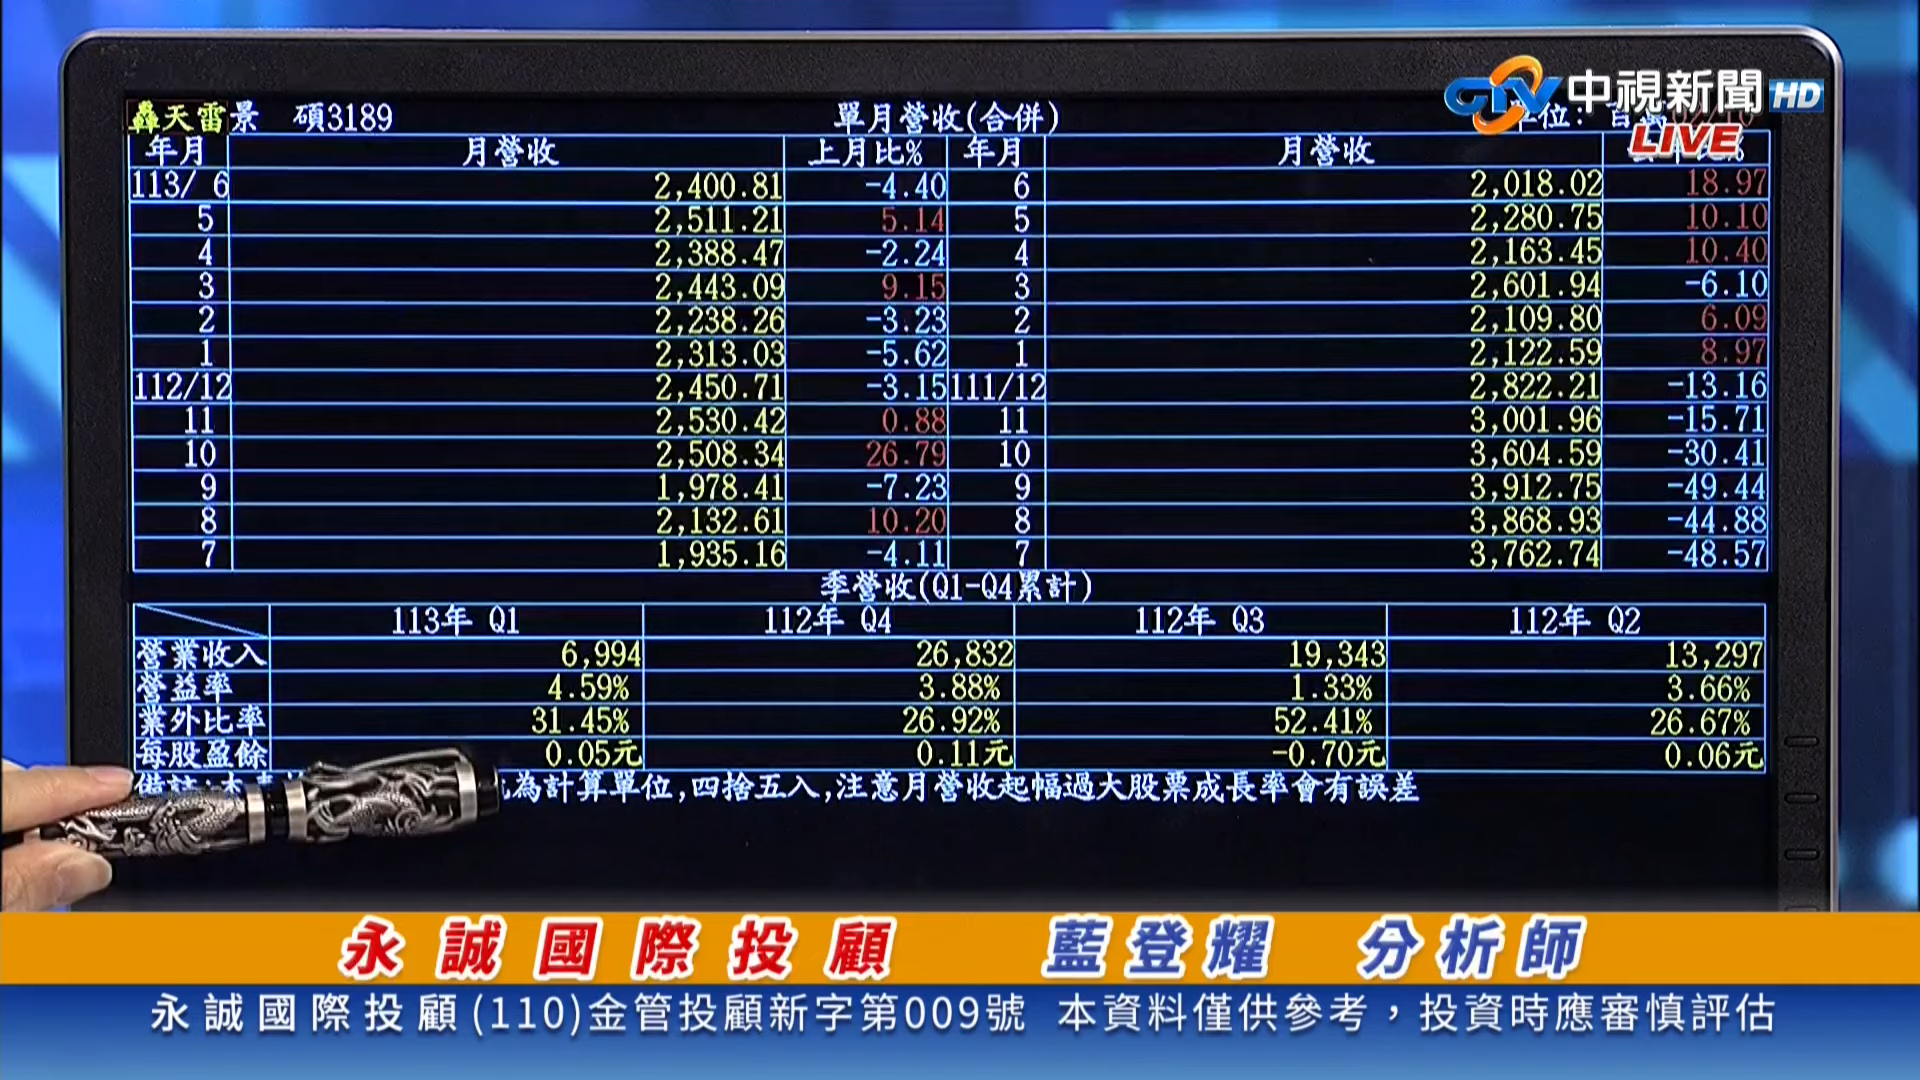 轟天雷景 碩3189 單月營收(合併) 單位:百萬
CTV 中視新聞 HD
LIVE
年月 月營收 上月比% 年月 月營收
113/ 6 2,400.81 -4.40 6 2,018.02 18.97
5 2,511.21 5.14 5 2,280.75 10.10
4 2,388.47 -2.24 4 2,163.45 10.40
3 2,443.09 9.15 3 2,601.94 -6.10
2 2,238.26 -3.23 2 2,109.80 6.09
1 2,313.03 -5.62 1 2,122.59 8.97
112/12 2,450.71 -3.15 111/12 2,822.21 -13.16
11 2,530.42 0.88 11 3,001.96 -15.71
10 2,508.34 26.79 10 3,604.59 -30.41
9 1,978.41 -7.23 9 3,912.75 -49.44
8 2,132.61 10.20 8 3,868.93 -44.88
7 1,935.16 -4.11 7 3,762.74 -48.57
季營收(Q1-Q4累計)
113年 Q1 112年 Q4 112年 Q3 112年 Q2
營業收入 6,994 26,832 19,343 13,297
營益率 4.59% 3.88% 1.33% 3.66%
業外比率 31.45% 26.92% 52.41% 26.67%
每股盈餘 0.05元 0.11元 -0.70元 0.06元
備註:本 為計算單位,四捨五入,注意月營收起幅過大股票成長率會有誤差
永誠國際投顧 藍登耀 分析師
永誠國際投顧(110)金管投顧新字第009號 本資料僅供參考,投資時應審慎評估